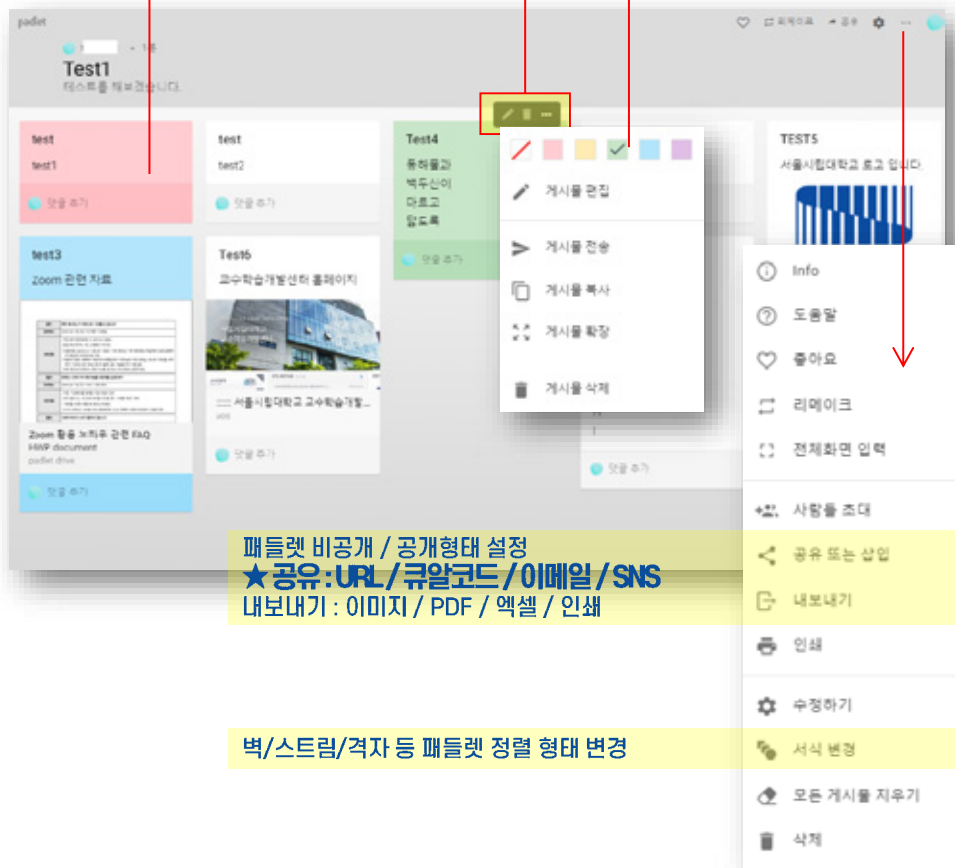 padlet
리메이크
공유
Test1
테스트를 해보겠습니다.
test
test1
댓글 추가
test
test2
댓글 추가
Test4
동해물과
백두산이
마르고
닳도록
댓글 추가
TEST5
서울시립대학교 로고 입니다.
test3
Zoom 관련 자료
Zoom 활용 노하우 관련 FAQ
HWP document
padlet drive
댓글 추가
Test6
교수학습개발센터 홈페이지
서울시립대학교 교수학습개발...
댓글 추가
게시물 편집
게시물 전송
게시물 복사
게시물 확장
게시물 삭제
댓글 추가
Info
도움말
좋아요
리메이크
전체화면 입력
사람들 초대
공유 또는 삽입
내보내기
인쇄
수정하기
서식 변경
모든 게시물 지우기
삭제
패들렛 비공개 / 공개형태 설정
★ 공유 : URL / 큐알코드 / 이메일 / SNS
내보내기 : 이미지 / PDF / 엑셀 / 인쇄
벽/스트림/격자 등 패들렛 정렬 형태 변경